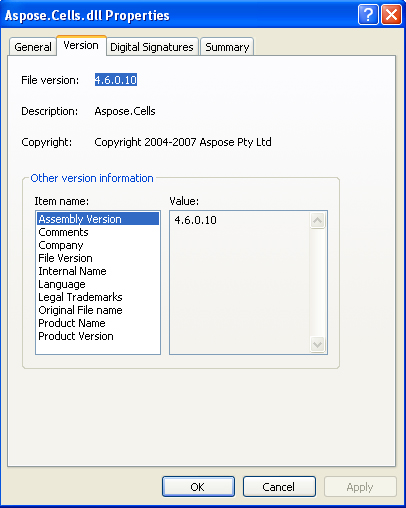 Aspose.Cells.dll Properties
General Version Digital Signatures Summary
File version: 4.6.0.10
Description: Aspose.Cells
Copyright: Copyright 2004-2007 Aspose Pty Ltd
Other version information
Item name: Value:
Assembly Version 4.6.0.10
Comments
Company
File Version
Internal Name
Language
Legal Trademarks
Original File name
Product Name
Product Version
OK Cancel Apply